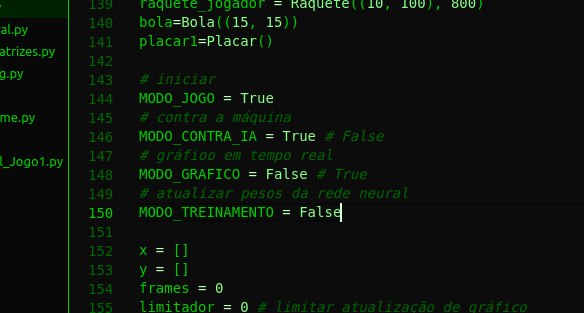 al.py
atrizes.py
g.py
me.py
l_Jogo1.py
139 raquete_jogador = Raquete((10, 100), 800)
140 bola=Bola((15, 15))
141 placar1=Placar()
142
143 # iniciar
144 MODO_JOGO = True
145 # contra a máquina
146 MODO_CONTRA_IA = True # False
147 # gráfioo em tempo real
148 MODO_GRAFICO = False # True
149 # atualizar pesos da rede neural
150 MODO_TREINAMENTO = False
151
152 x = []
153 y = []
154 frames = 0
155 limitador = 0 # limitar atualização de gráfico